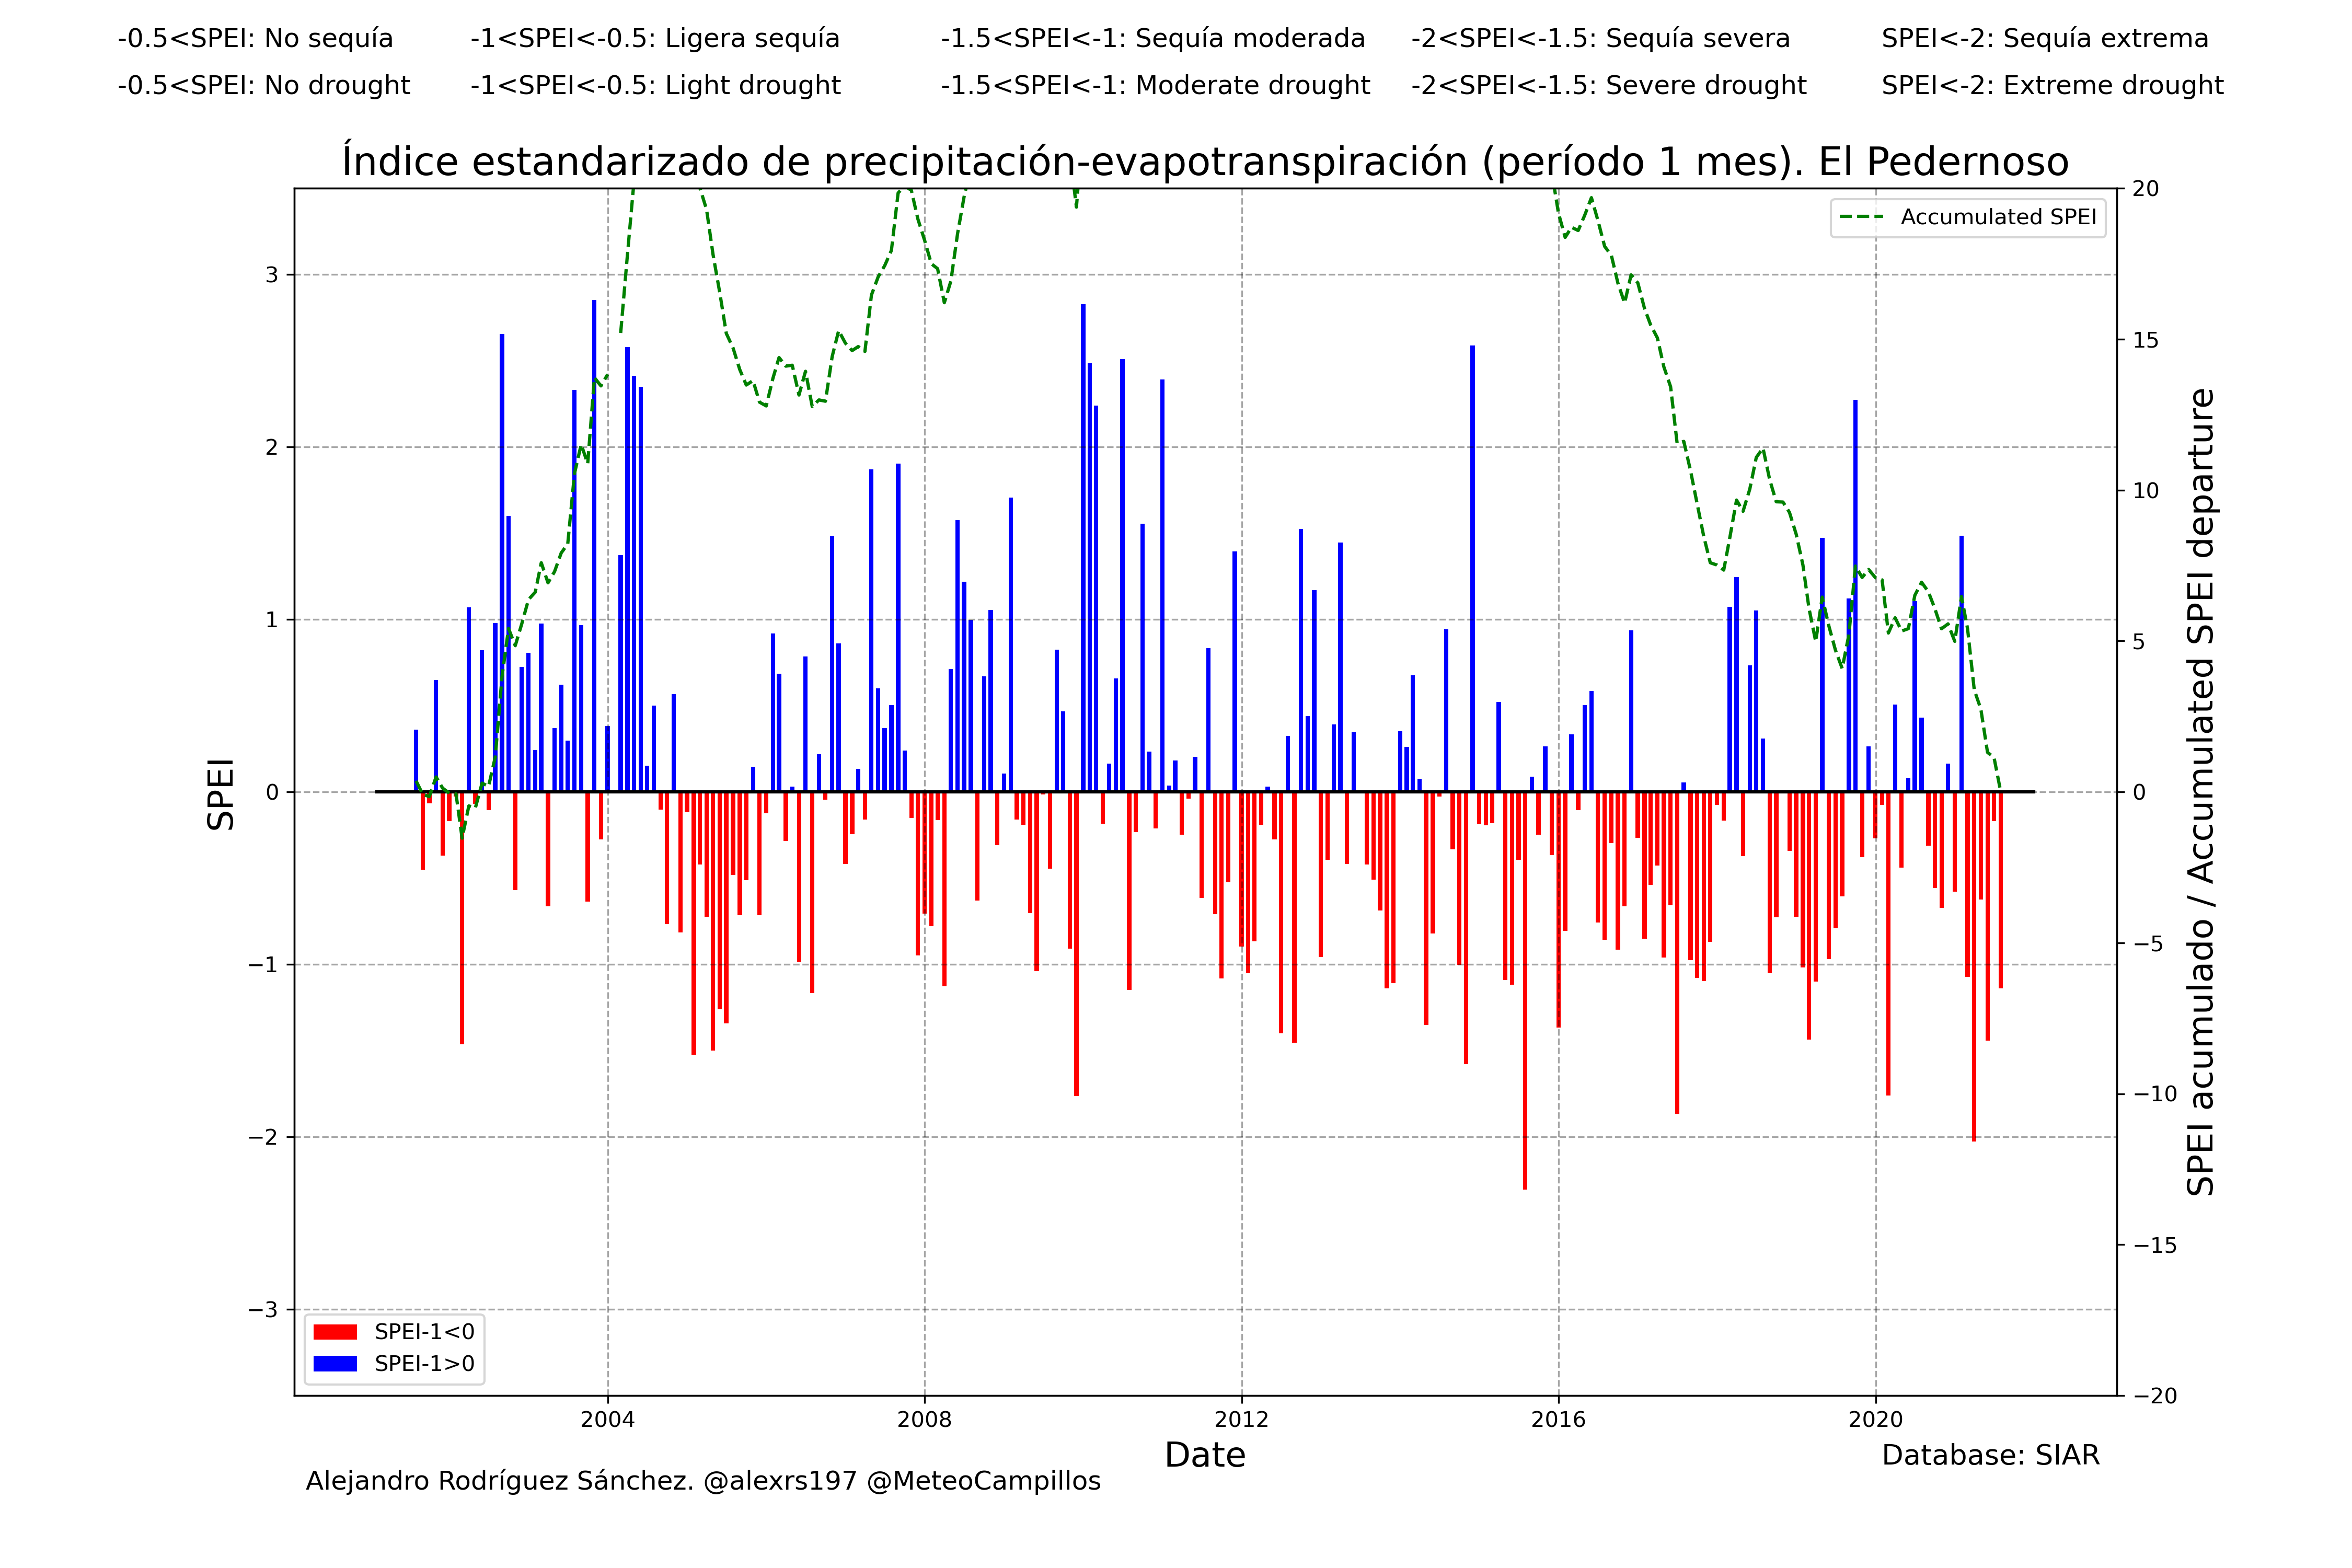 -0.5<SPEI: No sequía -1<SPEI<-0.5: Ligera sequía -1.5<SPEI<-1: Sequía moderada -2<SPEI<-1.5: Sequía severa SPEI<-2: Sequía extrema
-0.5<SPEI: No drought -1<SPEI<-0.5: Light drought -1.5<SPEI<-1: Moderate drought -2<SPEI<-1.5: Severe drought SPEI<-2: Extreme drought
Índice estandarizado de precipitación-evapotranspiración (período 1 mes). El Pedernoso
Accumulated SPEI
SPEI
3
2
1
0
−1
−2
−3
20
15
10
5
0
−5
−10
−15
−20
SPEI acumulado / Accumulated SPEI departure
SPEI-1<0
SPEI-1>0
2004 2008 2012 2016 2020
Date
Database: SIAR
Alejandro Rodríguez Sánchez. @alexrs197 @MeteoCampillos